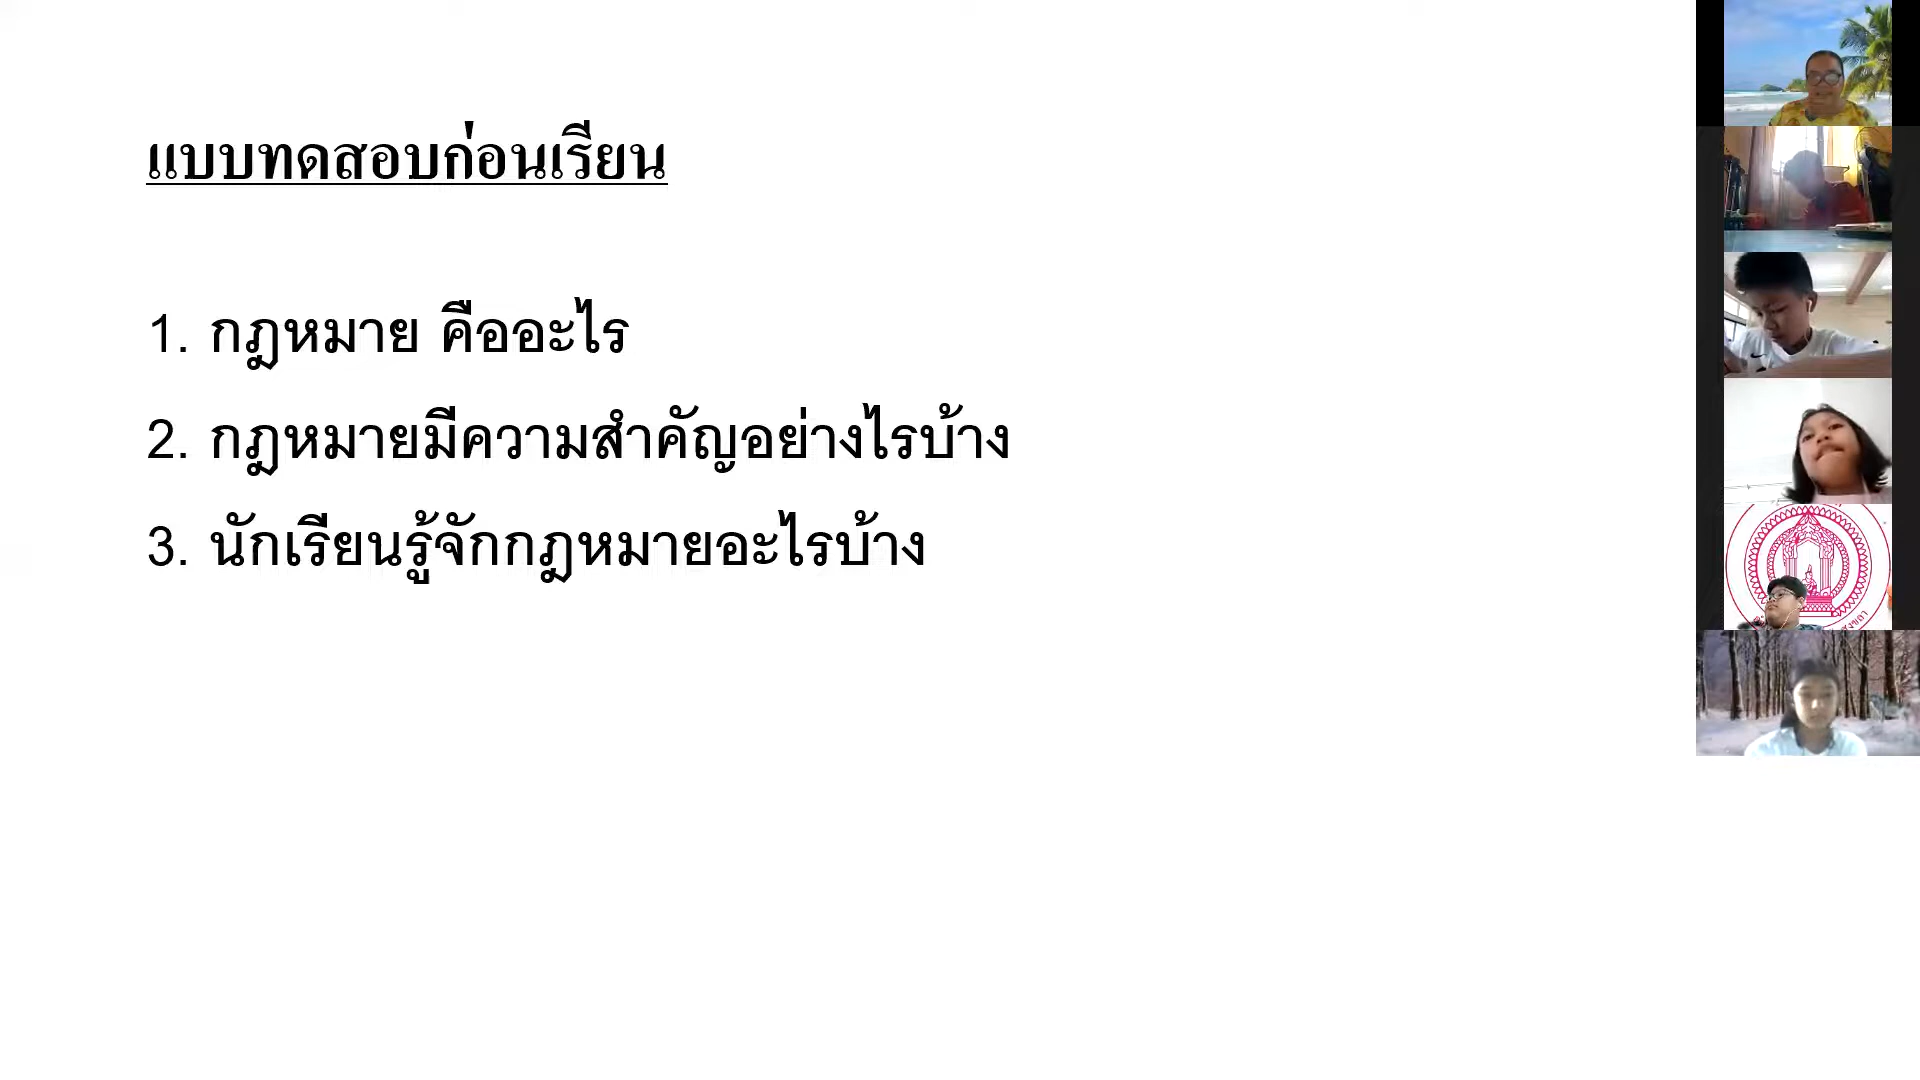 แบบทดสอบก่อนเรียน
1. กฎหมาย คืออะไร
2. กฎหมายมีความสำคัญอย่างไรบ้าง
3. นักเรียนรู้จักกฎหมายอะไรบ้าง